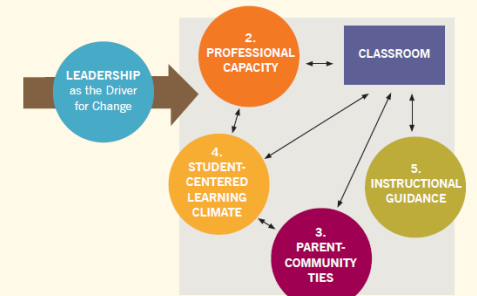 LEADERSHIP
as the Driver
for Change
2.
PROFESSIONAL
CAPACITY
CLASSROOM
4.
STUDENT-
CENTERED
LEARNING
CLIMATE
5.
INSTRUCTIONAL
GUIDANCE
3.
PARENT-
COMMUNITY
TIES